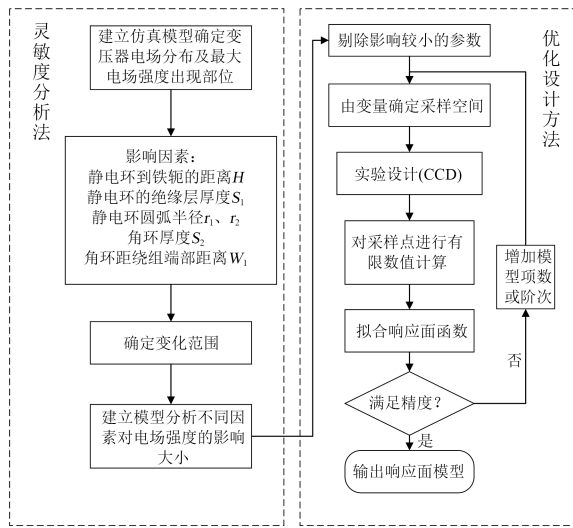 灵敏度分析法
建立仿真模型确定变
压器电场分布及最大
电场强度出现部位
影响因素：
静电环到铁轭的距离H
静电环的绝缘层厚度S₁
静电环圆弧半径r₁、r₂
角环厚度S₂
角环距绕组端部距离W₁
确定变化范围
建立模型分析不同因
素对电场强度的影响
大小
优化设计方法
剔除影响较小的参数
由变量确定采样空间
实验设计(CCD)
对采样点进行有
限数值计算
拟合响应面函数
满足精度？
是
输出响应面模型
否
增加模
型项数
或阶次